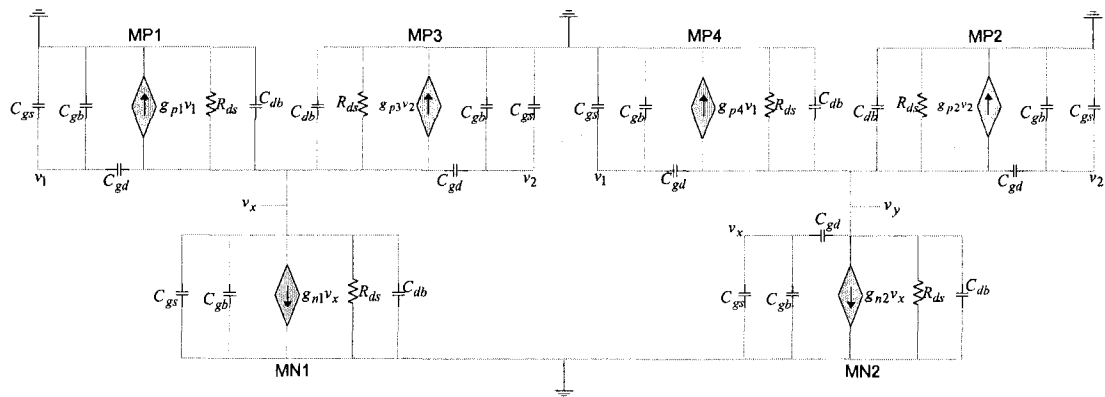 MP1 MP3 MP4 MP2
C_gs C_gb g_p1v_1 R_ds C_db C_db R_ds g_p3v_2 C_gb C_gs C_gs C_gb g_p4v_1 R_ds C_db C_db R_ds g_p2v_2 C_gb C_gs
v_1 C_gd C_gd v_2 v_1 C_gd C_gd v_2
v_x v_y
v_x C_gd
C_gs C_gb g_n1v_x R_ds C_db C_gs C_gb g_n2v_x R_ds C_db
MN1 MN2